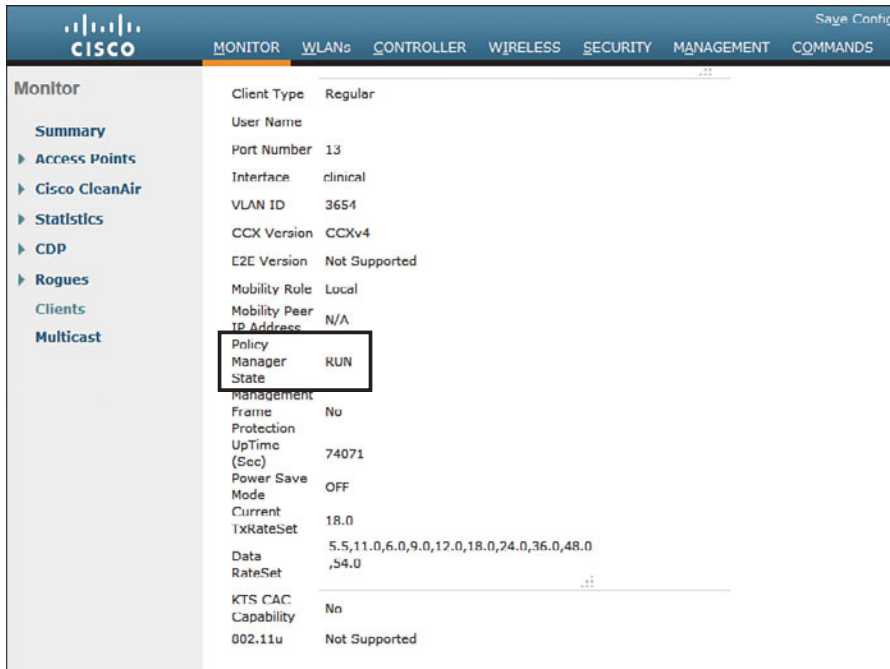 Save Config
CISCO
MONITOR WLANs CONTROLLER WIRELESS SECURITY MANAGEMENT COMMANDS
Monitor
Summary
Access Points
Cisco CleanAir
Statistics
CDP
Rogues
Clients
Multicast
Client Type Regular
User Name
Port Number 13
Interface clinical
VLAN ID 3654
CCX Version CCXv4
E2E Version Not Supported
Mobility Role Local
Mobility Peer
IP Address N/A
Policy
Manager RUN
State
Management
Frame No
Protection
UpTime
(Sec) 74071
Power Save
Mode OFF
Current
TxRateSet 18.0
Data
RateSet
5.5,11.0,6.0,9.0,12.0,18.0,24.0,36.0,48.0
,54.0
KTS CAC
Capability No
802.11u Not Supported